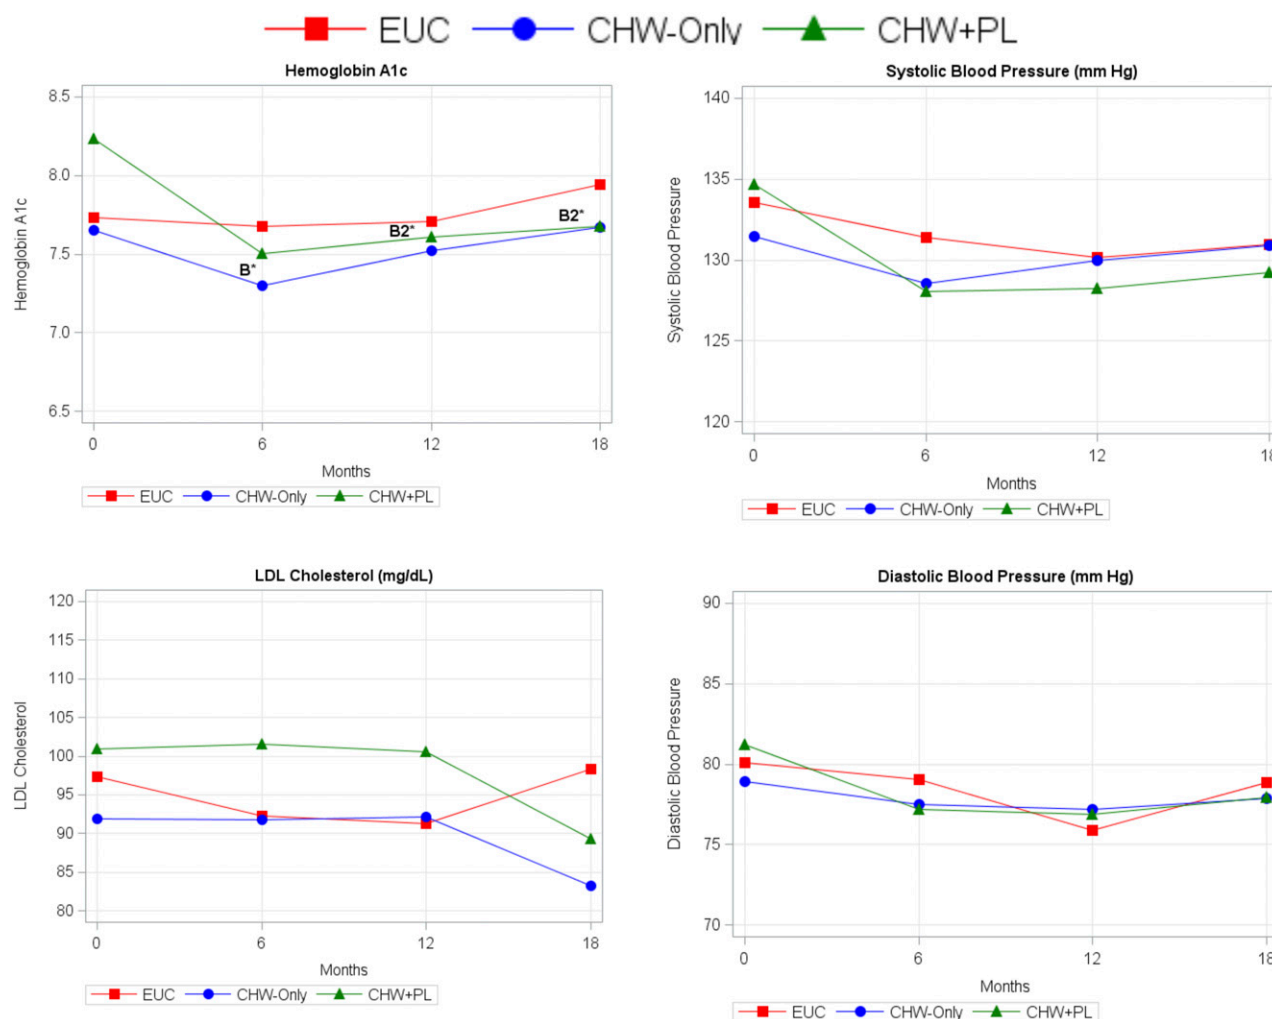 EUC CHW-Only CHW+PL
Hemoglobin A1c
8.5
8.0
7.5
7.0
6.5
Hemoglobin A1c
B*
B2*
B2*
0 6 12 18
Months
EUC CHW-Only CHW+PL
Systolic Blood Pressure (mm Hg)
140
135
130
125
120
Systolic Blood Pressure
0 6 12 18
Months
EUC CHW-Only CHW+PL
LDL Cholesterol (mg/dL)
120
115
110
105
100
95
90
85
80
LDL Cholesterol
0 6 12 18
Months
EUC CHW-Only CHW+PL
Diastolic Blood Pressure (mm Hg)
90
85
80
75
70
Diastolic Blood Pressure
0 6 12 18
Months
EUC CHW-Only CHW+PL